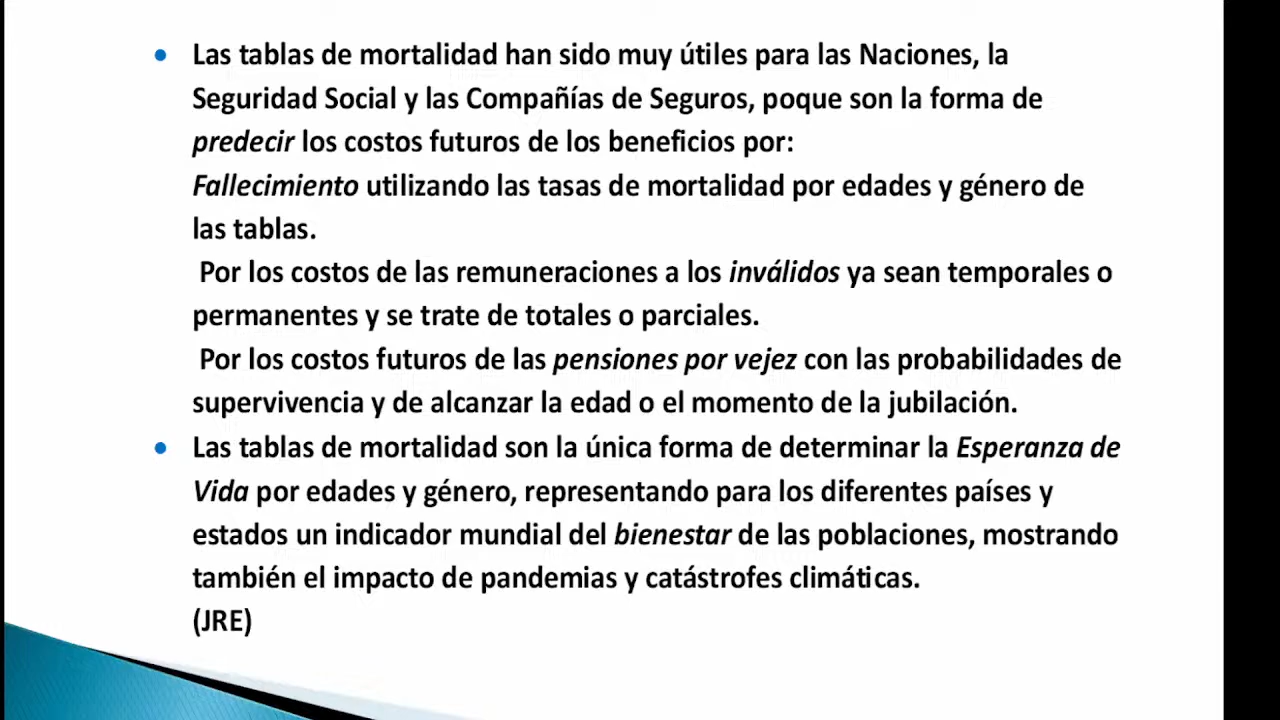 • Las tablas de mortalidad han sido muy útiles para las Naciones, la
Seguridad Social y las Compañías de Seguros, poque son la forma de
predecir los costos futuros de los beneficios por:
Fallecimiento utilizando las tasas de mortalidad por edades y género de
las tablas.
Por los costos de las remuneraciones a los inválidos ya sean temporales o
permanentes y se trate de totales o parciales.
Por los costos futuros de las pensiones por vejez con las probabilidades de
supervivencia y de alcanzar la edad o el momento de la jubilación.
• Las tablas de mortalidad son la única forma de determinar la Esperanza de
Vida por edades y género, representando para los diferentes países y
estados un indicador mundial del bienestar de las poblaciones, mostrando
también el impacto de pandemias y catástrofes climáticas.
(JRE)